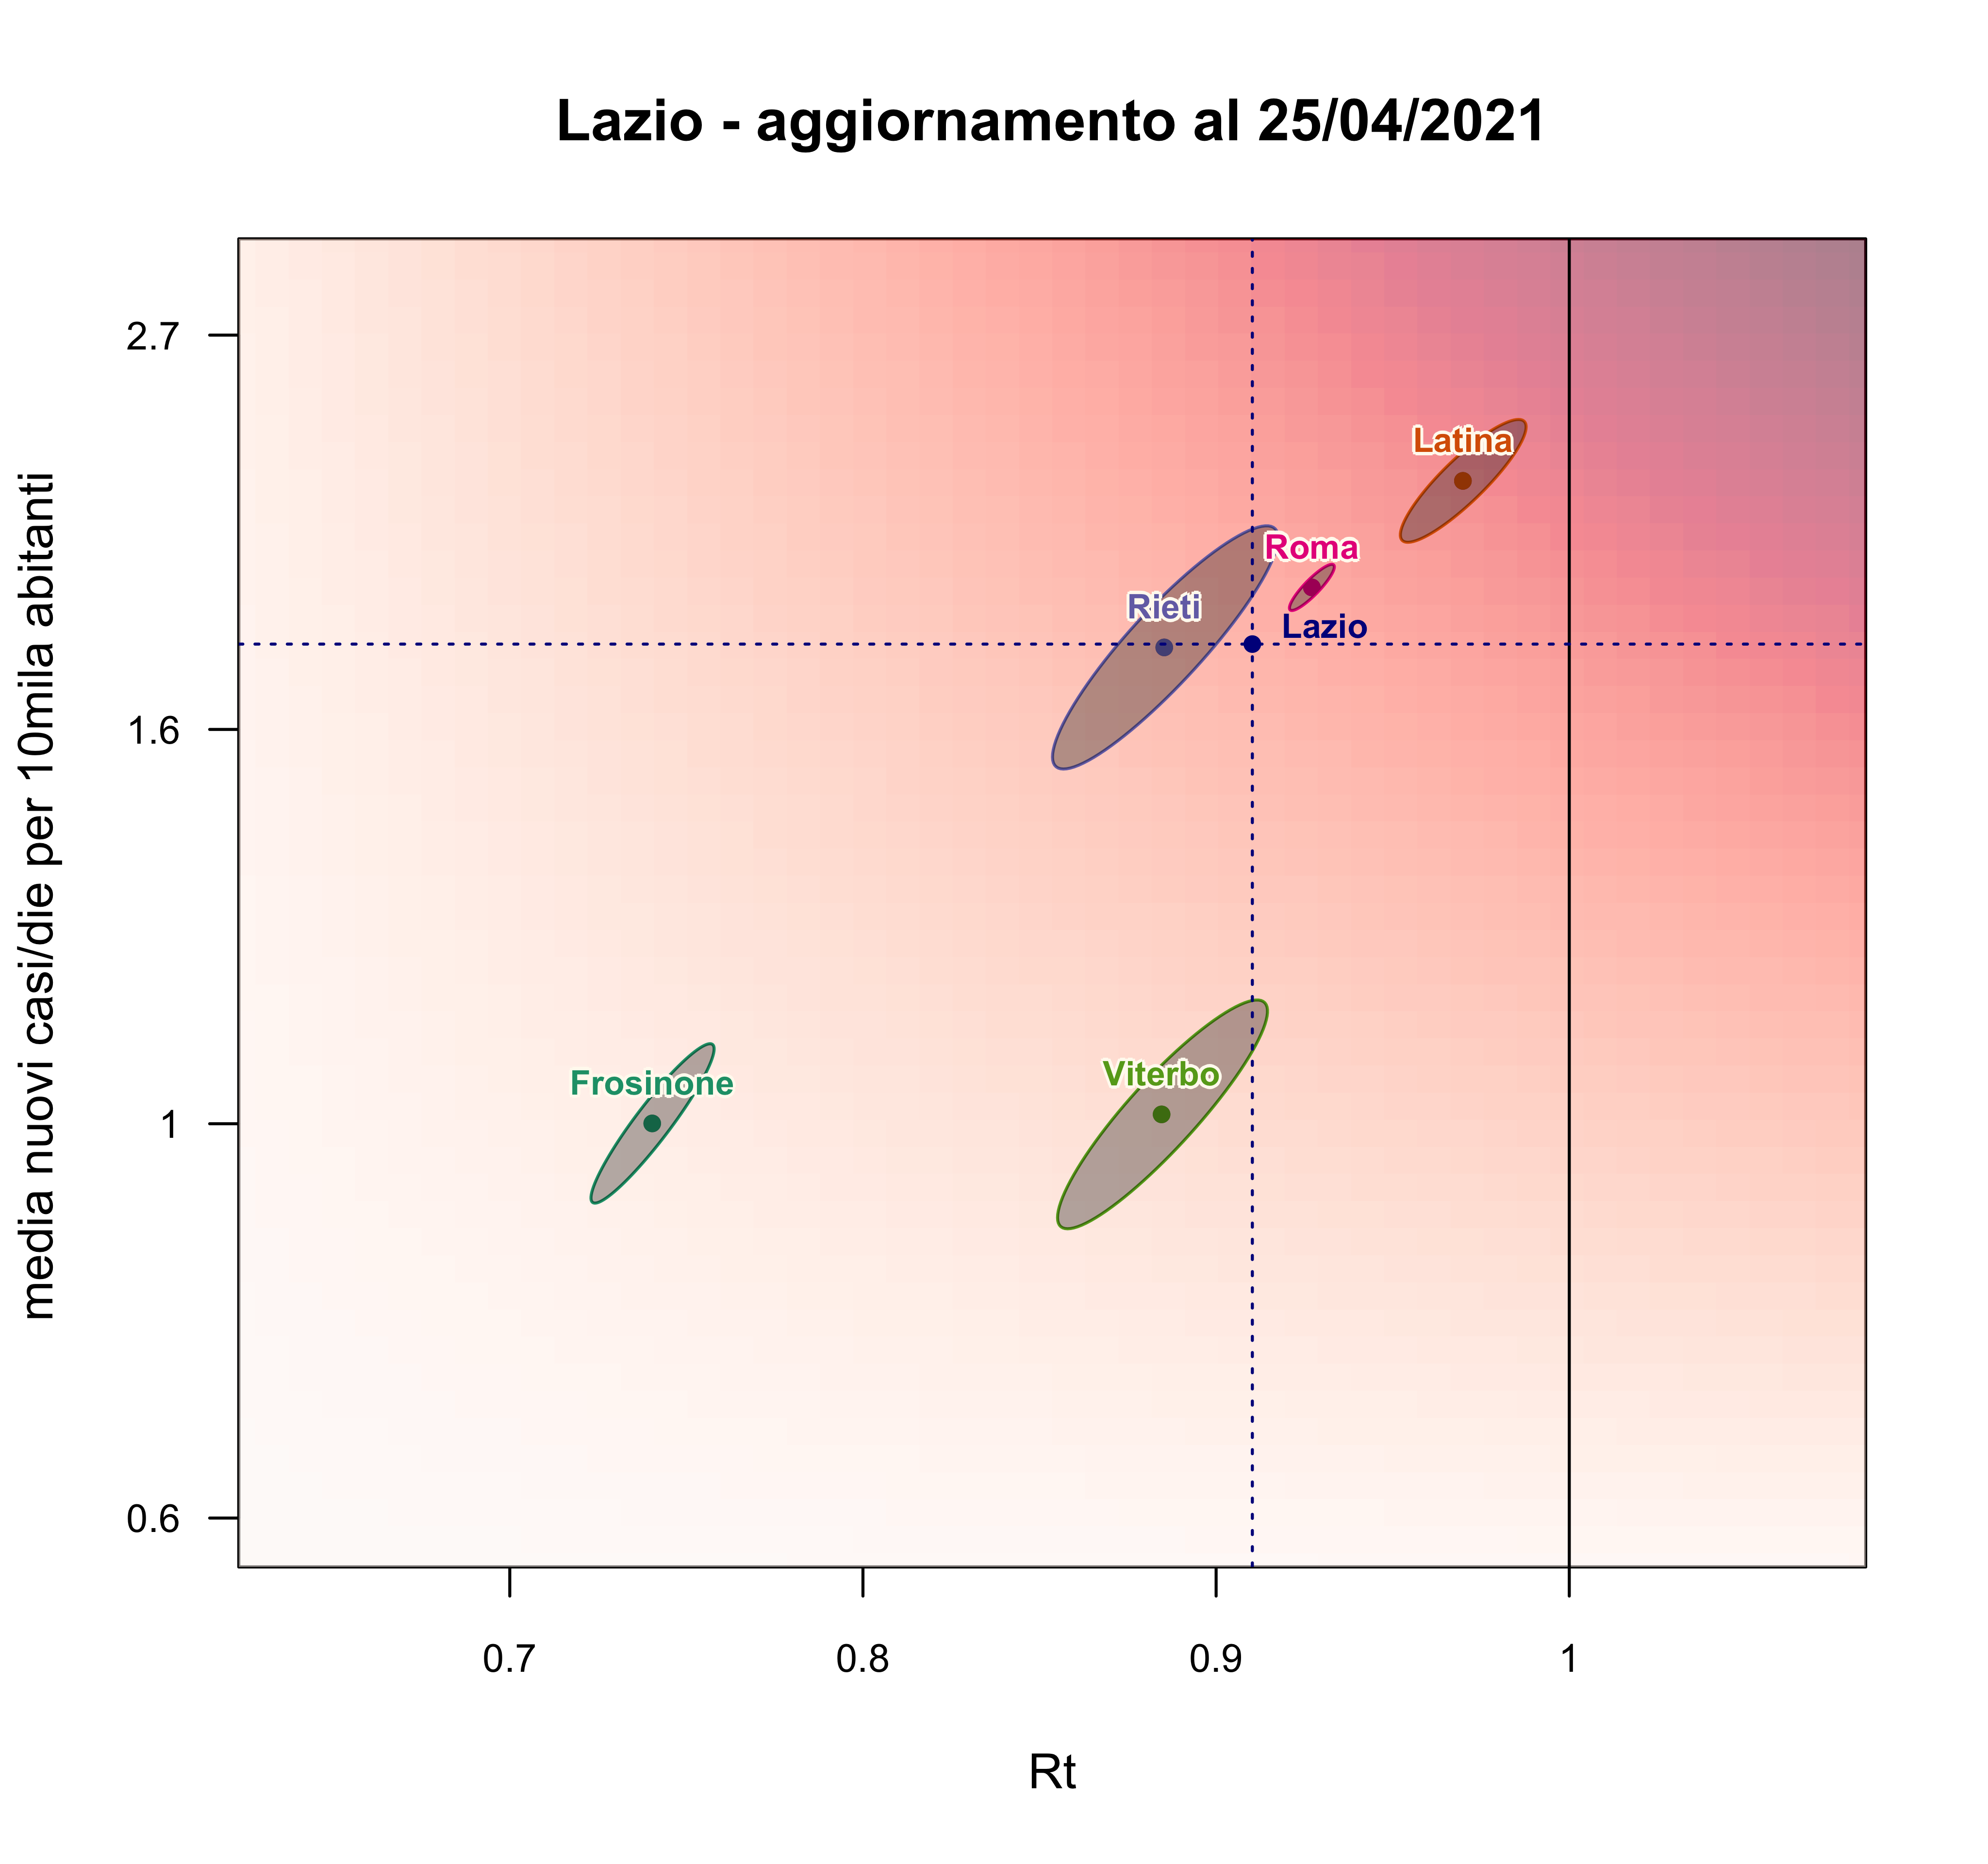 Lazio - aggiornamento al 25/04/2021
media nuovi casi/die per 10mila abitanti
2.7
1.6
1
0.6
Latina
Roma
Rieti
Lazio
Viterbo
Frosinone
0.7
0.8
0.9
1
Rt